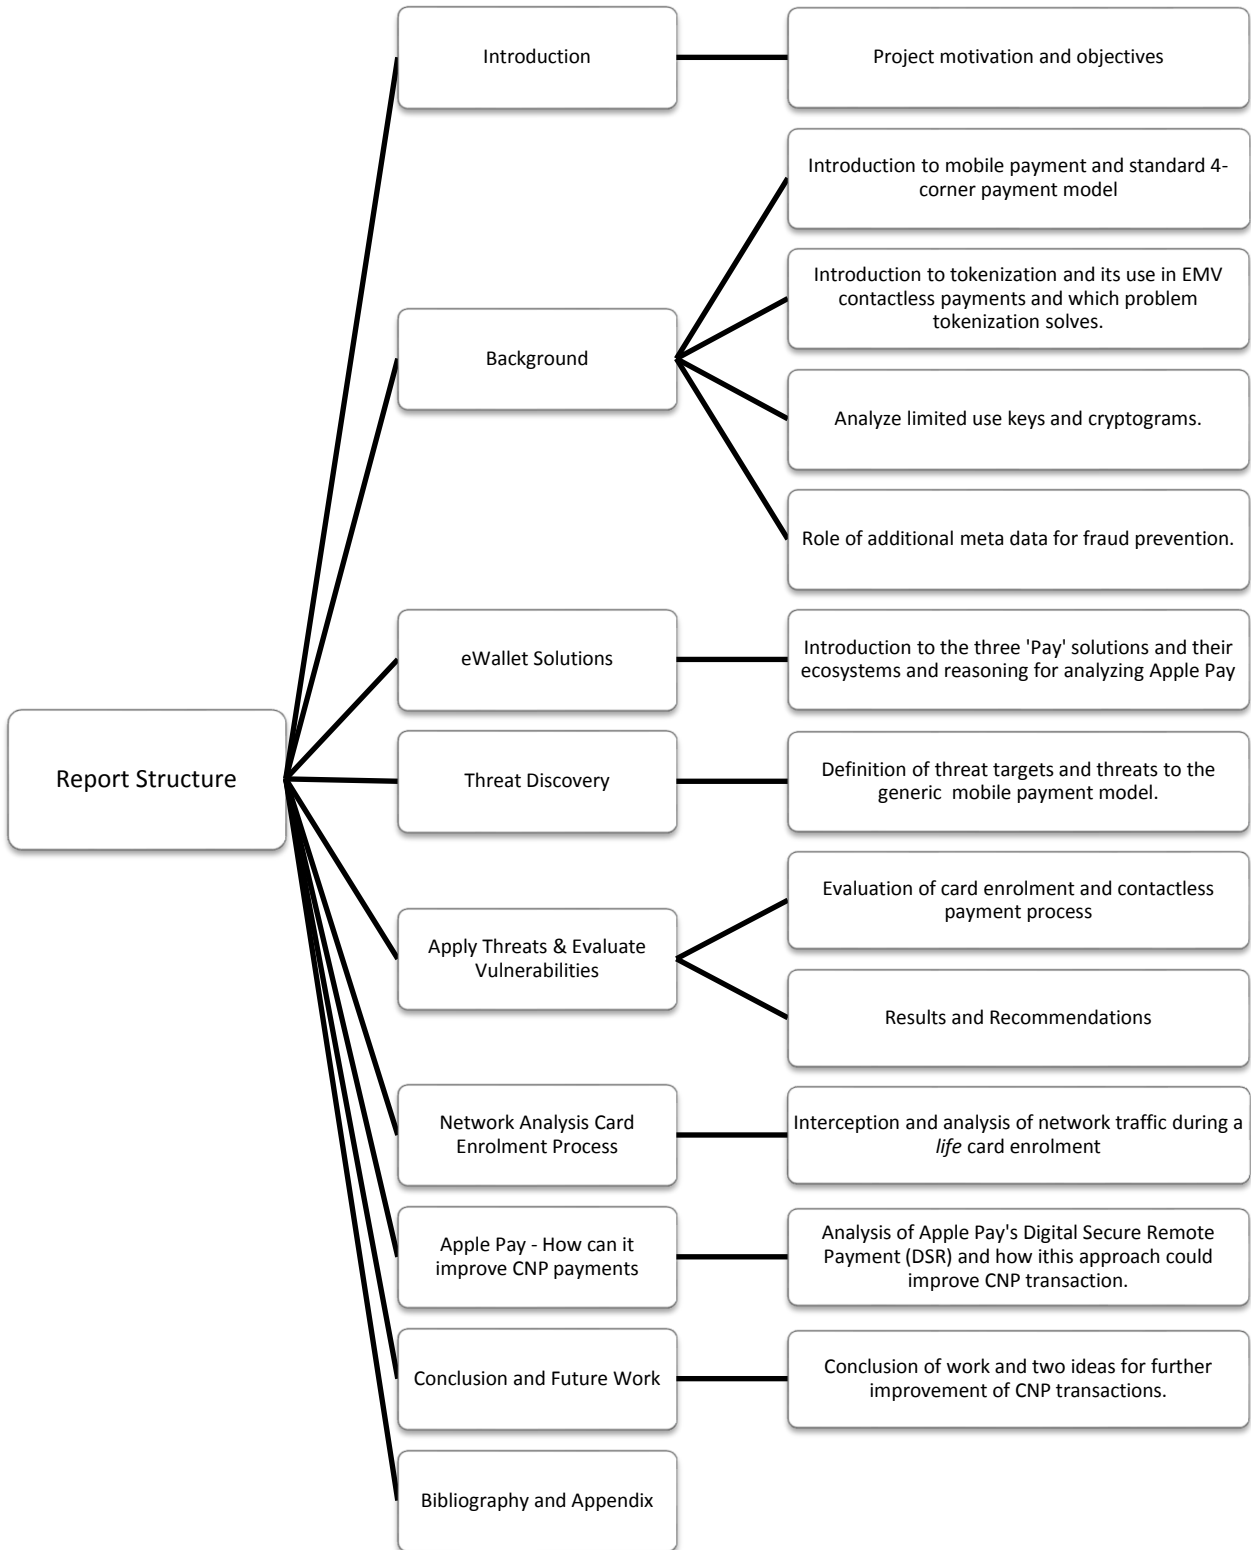 Report Structure
Introduction
Project motivation and objectives
Background
Introduction to mobile payment and standard 4-
corner payment model
Introduction to tokenization and its use in EMV
contactless payments and which problem
tokenization solves.
Analyze limited use keys and cryptograms.
Role of additional meta data for fraud prevention.
eWallet Solutions
Introduction to the three 'Pay' solutions and their
ecosystems and reasoning for analyzing Apple Pay
Threat Discovery
Definition of threat targets and threats to the
generic mobile payment model.
Apply Threats & Evaluate
Vulnerabilities
Evaluation of card enrolment and contactless
payment process
Results and Recommendations
Network Analysis Card
Enrolment Process
Interception and analysis of network traffic during a
life card enrolment
Apple Pay - How can it
improve CNP payments
Analysis of Apple Pay's Digital Secure Remote
Payment (DSR) and how ithis approach could
improve CNP transaction.
Conclusion and Future Work
Conclusion of work and two ideas for further
improvement of CNP transactions.
Bibliography and Appendix